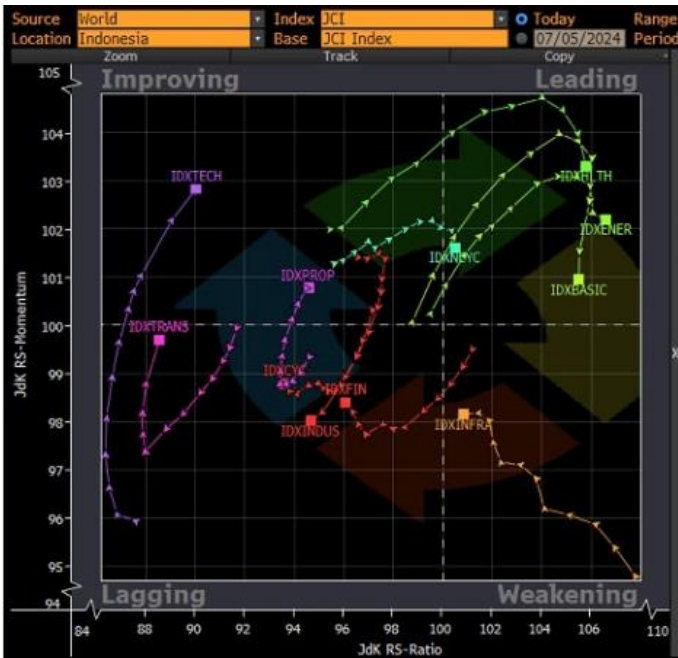 Source World Index JCI Today Range
Location Indonesia Base JCI Index 07/05/2024 Period
Zoom Track Copy
105 Improving Leading
104
IDXTECH
103 IDXHLTH
102 IDXENER
IDXNCYC
101 IDXPROP IDXBASIC
100
IDXTRANS
99
IDXCYC IDXFIN
98 IDXINDUS IDXINFRA
97
96
95
94 Lagging Weakening
84 88 90 92 94 96 98 100 102 104 106 110
JdK RS-Momentum
JdK RS-Ratio
X